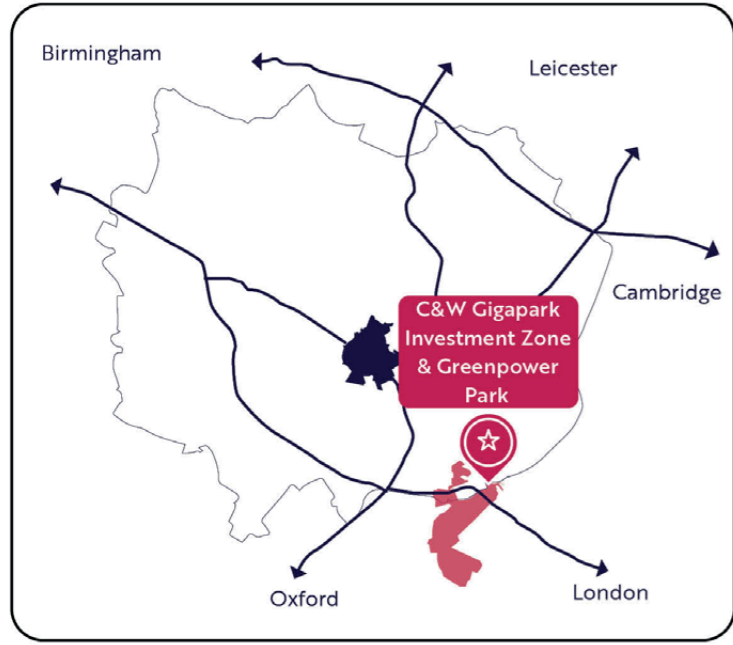 Birmingham
Leicester
Cambridge
C&W Gigapark
Investment Zone
& Greenpower
Park
Oxford
London